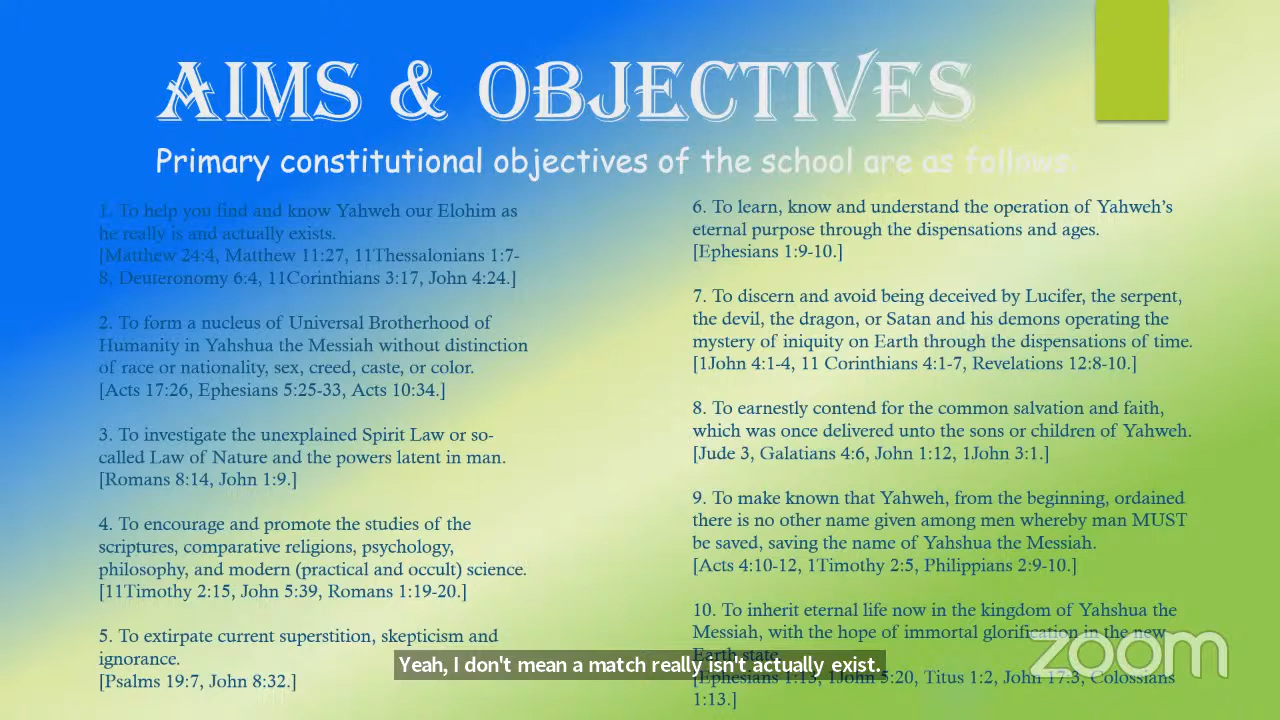 AIMS & OBJECTIVES
Primary constitutional objectives of the school are as follows:
1. To help you find and know Yahweh our Elohim as
he really is and actually exists.
[Matthew 24:4, Matthew 11:27, 11Thessalonians 1:7-
8, Deuteronomy 6:4, 11Corinthians 3:17, John 4:24.]
2. To form a nucleus of Universal Brotherhood of
Humanity in Yahshua the Messiah without distinction
of race or nationality, sex, creed, caste, or color.
[Acts 17:26, Ephesians 5:25-33, Acts 10:34.]
3. To investigate the unexplained Spirit Law or so-
called Law of Nature and the powers latent in man.
[Romans 8:14, John 1:9.]
4. To encourage and promote the studies of the
scriptures, comparative religions, psychology,
philosophy, and modern (practical and occult) science.
[11Timothy 2:15, John 5:39, Romans 1:19-20.]
5. To extirpate current superstition, skepticism and
ignorance.
[Psalms 19:7, John 8:32.]
6. To learn, know and understand the operation of Yahweh's
eternal purpose through the dispensations and ages.
[Ephesians 1:9-10.]
7. To discern and avoid being deceived by Lucifer, the serpent,
the devil, the dragon, or Satan and his demons operating the
mystery of iniquity on Earth through the dispensations of time.
[1John 4:1-4, 11 Corinthians 4:1-7, Revelations 12:8-10.]
8. To earnestly contend for the common salvation and faith,
which was once delivered unto the sons or children of Yahweh.
[Jude 3, Galatians 4:6, John 1:12, 1John 3:1.]
9. To make known that Yahweh, from the beginning, ordained
there is no other name given among men whereby man MUST
be saved, saving the name of Yahshua the Messiah.
[Acts 4:10-12, 1Timothy 2:5, Philippians 2:9-10.]
10. To inherit eternal life now in the kingdom of Yahshua the
Messiah, with the hope of immortal glorification in the new
Earth state.
[Ephesians 1:13, 1John 5:20, Titus 1:2, John 17:3, Colossians
1:13.]
Yeah, I don't mean a match really isn't actually exist.
zoom